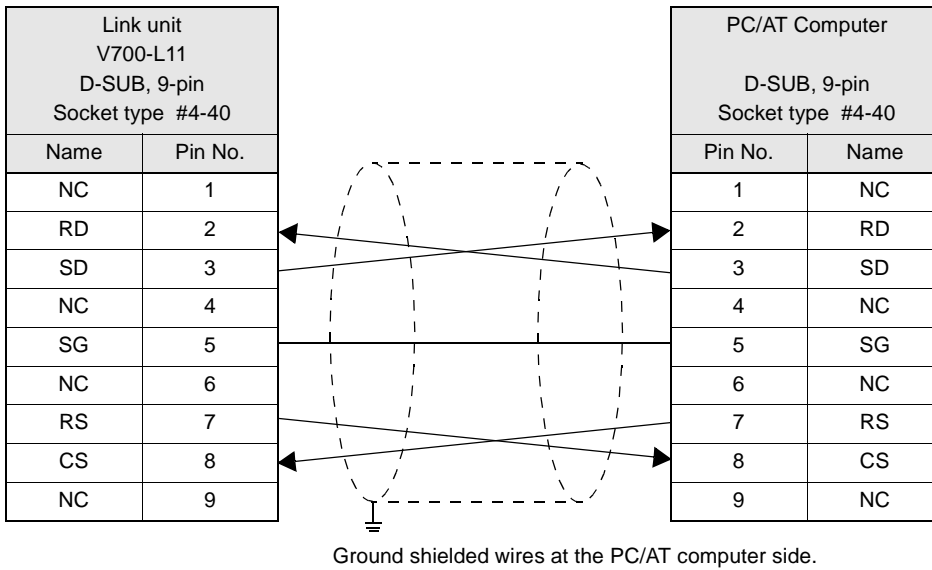 Link unit
V700-L11
D-SUB, 9-pin
Socket type #4-40
Name Pin No.
NC 1
RD 2
SD 3
NC 4
SG 5
NC 6
RS 7
CS 8
NC 9
PC/AT Computer
D-SUB, 9-pin
Socket type #4-40
Pin No. Name
1 NC
2 RD
3 SD
4 NC
5 SG
6 NC
7 RS
8 CS
9 NC
Ground shielded wires at the PC/AT computer side.